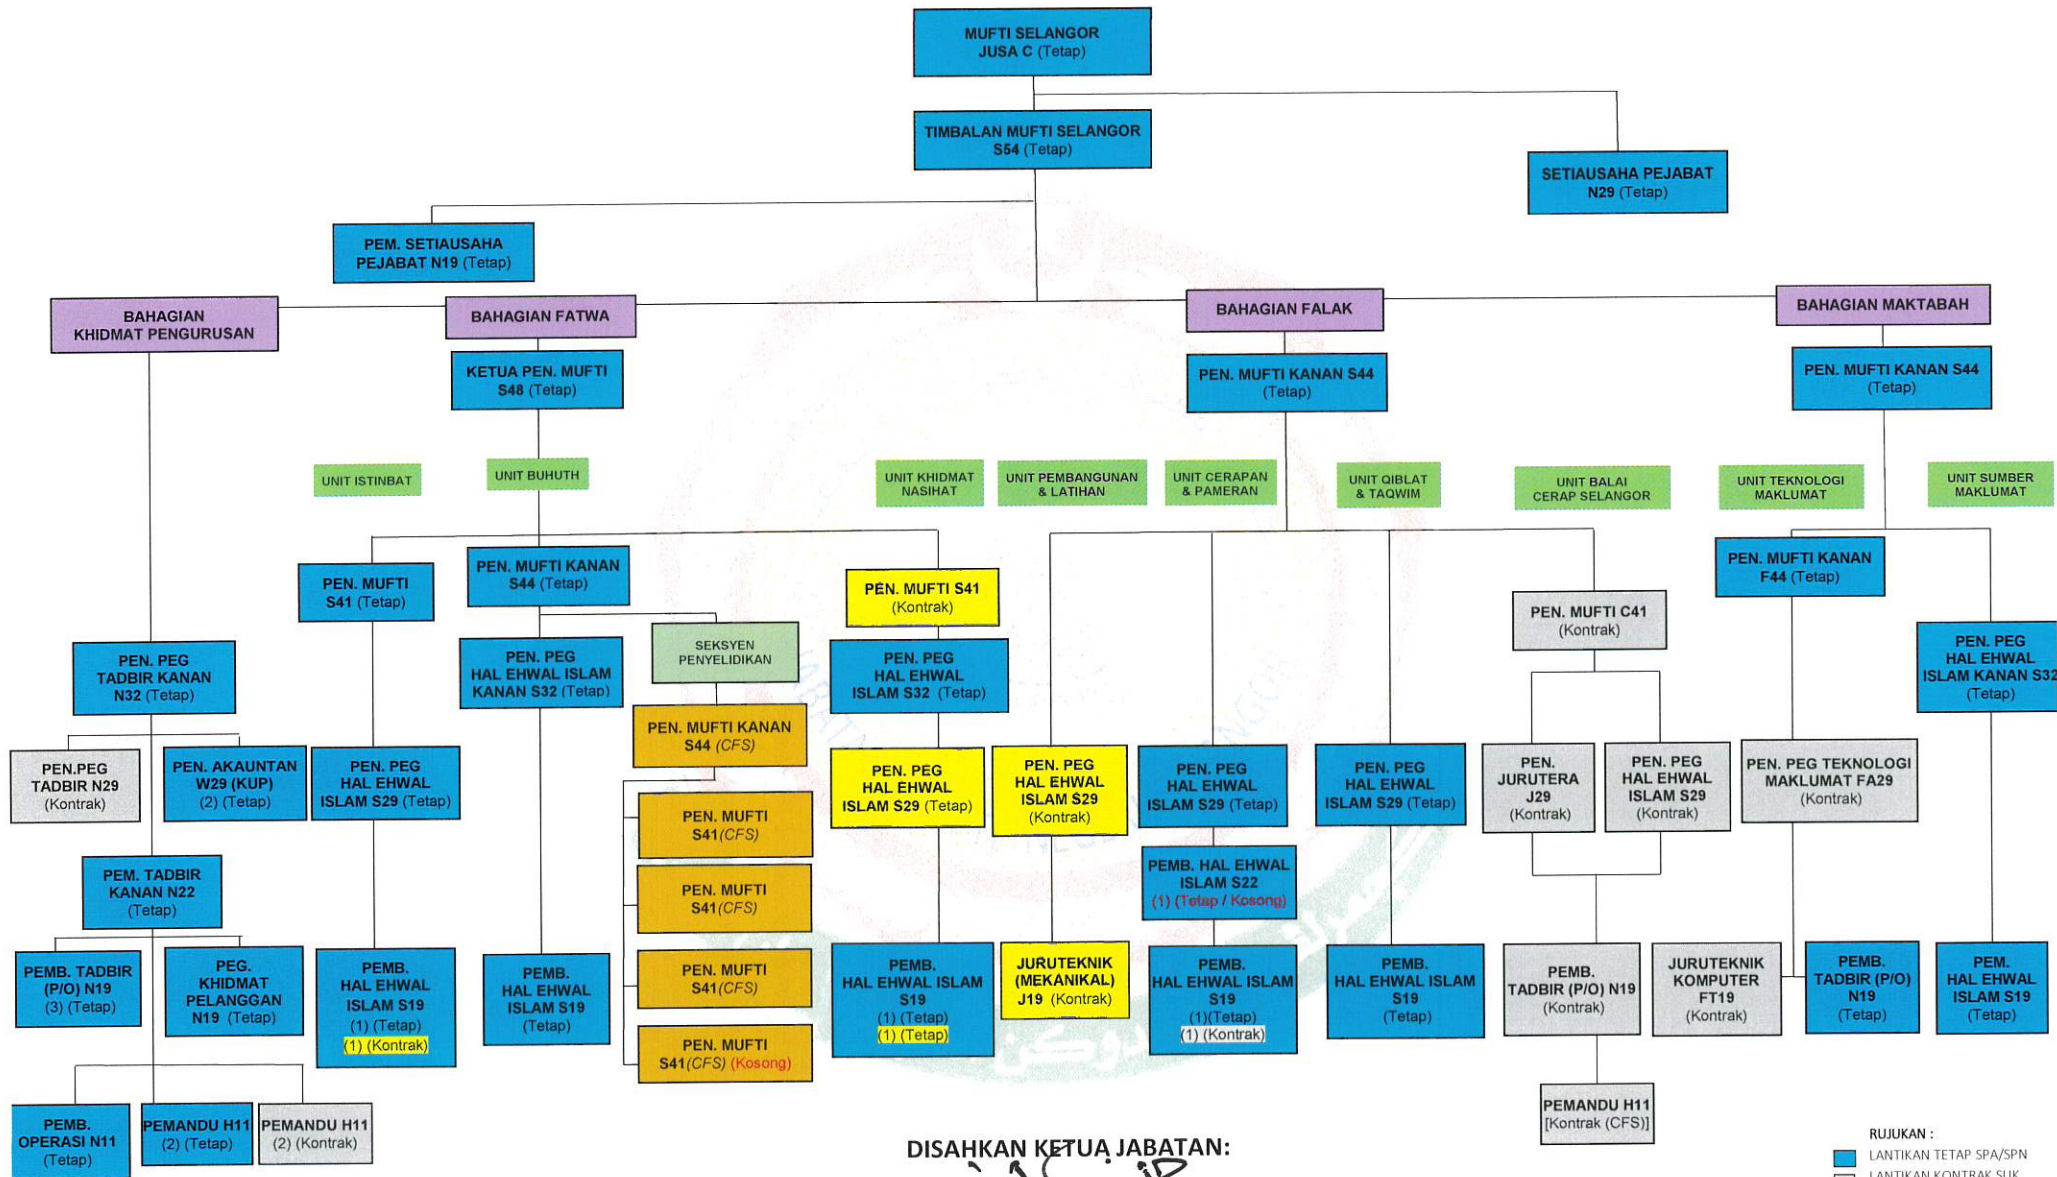 MUFTI SELANGOR
JUSA C (Tetap)
TIMBALAN MUFTI SELANGOR
S54 (Tetap)
SETIAUSAHA PEJABAT
N29 (Tetap)
PEM. SETIAUSAHA
PEJABAT N19 (Tetap)
BAHAGIAN
KHIDMAT PENGURUSAN
BAHAGIAN FATWA
BAHAGIAN FALAK
BAHAGIAN MAKTABAH
KETUA PEN. MUFTI
S48 (Tetap)
PEN. MUFTI KANAN S44
(Tetap)
PEN. MUFTI KANAN S44
(Tetap)
UNIT ISTINBAT
UNIT BUHUTH
UNIT KHIDMAT
NASIHAT
UNIT PEMBANGUNAN
& LATIHAN
UNIT CERAPAN
& PAMERAN
UNIT QIBLAT
& TAQWIM
UNIT BALAI
CERAP SELANGOR
UNIT TEKNOLOGI
MAKLUMAT
UNIT SUMBER
MAKLUMAT
PEN. MUFTI
S41 (Tetap)
PEN. MUFTI KANAN
S44 (Tetap)
PEN. MUFTI S41
(Kontrak)
PEN. MUFTI C41
(Kontrak)
PEN. MUFTI KANAN
F44 (Tetap)
PEN. PEG
TADBIR KANAN
N32 (Tetap)
PEN. PEG
HAL EHWAL ISLAM
KANAN S32 (Tetap)
SEKSYEN
PENYELIDIKAN
PEN. PEG
HAL EHWAL
ISLAM S32 (Tetap)
PEN. PEG
HAL EHWAL
ISLAM KANAN S32
(Tetap)
PEN. MUFTI KANAN
S44 (CFS)
PEN.PEG
TADBIR N29
(Kontrak)
PEN. AKAUNTAN
W29 (KUP)
(2) (Tetap)
PEN. PEG
HAL EHWAL
ISLAM S29 (Tetap)
PEN. PEG
HAL EHWAL
ISLAM S29 (Tetap)
PEN. PEG
HAL EHWAL
ISLAM S29
(Kontrak)
PEN. PEG
HAL EHWAL
ISLAM S29 (Tetap)
PEN. PEG
HAL EHWAL
ISLAM S29 (Tetap)
PEN.
JURUTERA
J29
(Kontrak)
PEN. PEG
HAL EHWAL
ISLAM S29
(Kontrak)
PEN. PEG TEKNOLOGI
MAKLUMAT FA29
(Kontrak)
PEN. MUFTI
S41(CFS)
PEN. MUFTI
S41(CFS)
PEN. MUFTI
S41(CFS)
PEN. MUFTI
S41(CFS) (Kosong)
PEM. TADBIR
KANAN N22
(Tetap)
PEMB. HAL EHWAL
ISLAM S22
(1) (Tetap / Kosong)
PEMB. TADBIR
(P/O) N19
(3) (Tetap)
PEG.
KHIDMAT
PELANGGAN
N19 (Tetap)
PEMB.
HAL EHWAL
ISLAM S19
(1) (Tetap)
(1) (Kontrak)
PEMB.
HAL EHWAL
ISLAM S19
(Tetap)
PEMB.
HAL EHWAL ISLAM
S19
(1) (Tetap)
(1) (Tetap)
JURUTEKNIK
(MEKANIKAL)
J19 (Kontrak)
PEMB.
HAL EHWAL ISLAM
S19
(1)(Tetap)
(1) (Kontrak)
PEMB.
HAL EHWAL ISLAM
S19
(Tetap)
PEMB.
TADBIR (P/O) N19
(Kontrak)
JURUTEKNIK
KOMPUTER
FT19
(Kontrak)
PEMB.
TADBIR (P/O)
N19
(Tetap)
PEM.
HAL EHWAL
ISLAM S19
(Tetap)
PEMB.
OPERASI N11
(Tetap)
PEMANDU H11
(2) (Tetap)
PEMANDU H11
(2) (Kontrak)
PEMANDU H11
[Kontrak (CFS)]
DISAHKAN KETUA JABATAN:
RUJUKAN :
LANTIKAN TETAP SPA/SPN
LANTIKAN KONTRAK SUK